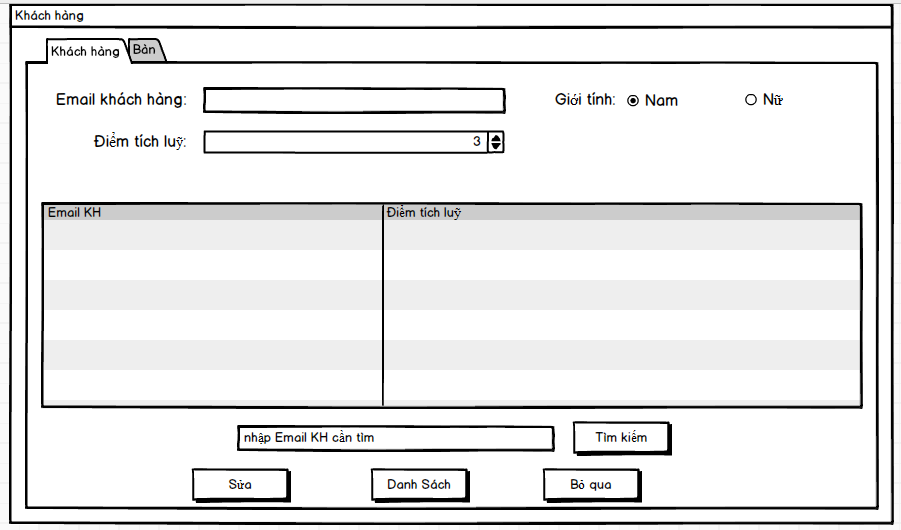 Khách hàng
Khách hàng Bàn
Email khách hàng: Giới tính: Nam Nữ
Điểm tích luỹ: 3
Email KH Điểm tích luỹ
nhập Email KH cần tìm Tìm kiếm
Sửa Danh Sách Bỏ qua